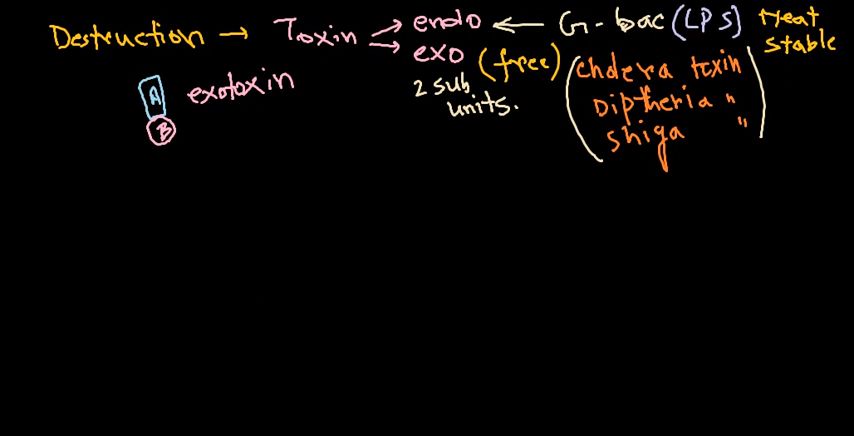 Destruction → Toxin → endo ← G-bac (LPS) Heat stable
→ exo (free) (cholera toxin
2 sub units. Diptheria "
shiga ")
A exotoxin
B